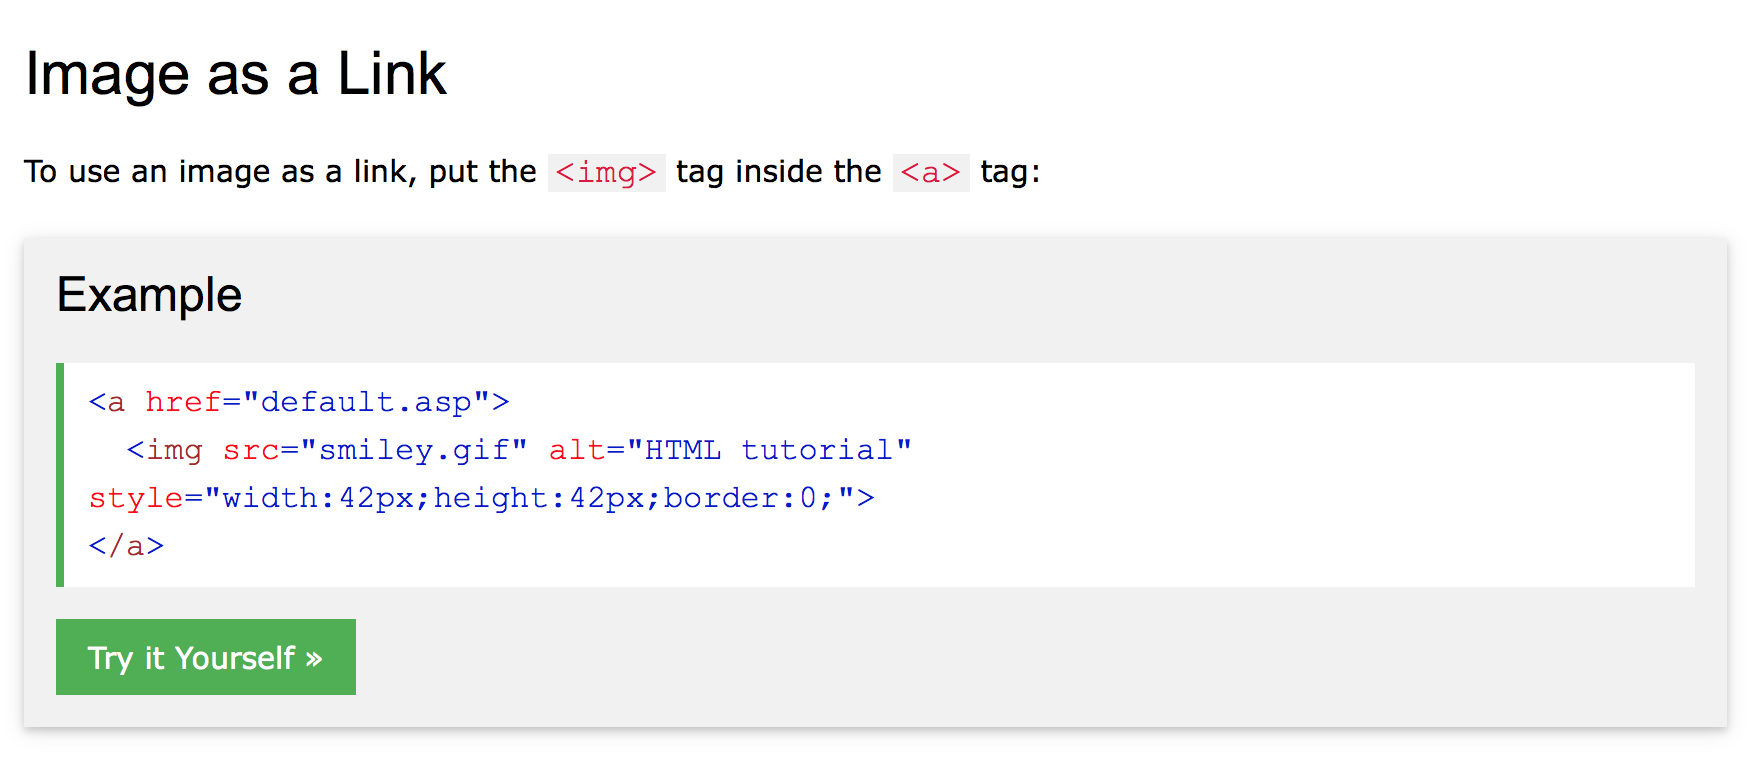 Image as a Link
To use an image as a link, put the <img> tag inside the <a> tag:
Example
<a href="default.asp">
  <img src="smiley.gif" alt="HTML tutorial"
style="width:42px;height:42px;border:0;">
</a>
Try it Yourself »